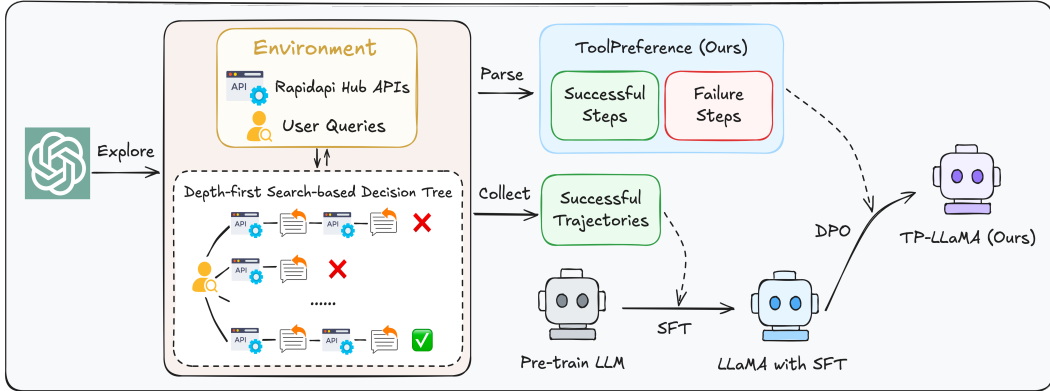 Environment
API
Rapidapi Hub APIs
User Queries
Explore
Depth-first Search-based Decision Tree
API
API
API
......
API
API
Parse
ToolPreference (Ours)
Successful
Steps
Failure
Steps
Collect
Successful
Trajectories
Pre-train LLM
SFT
LLaMA with SFT
DPO
TP-LLaMA (Ours)